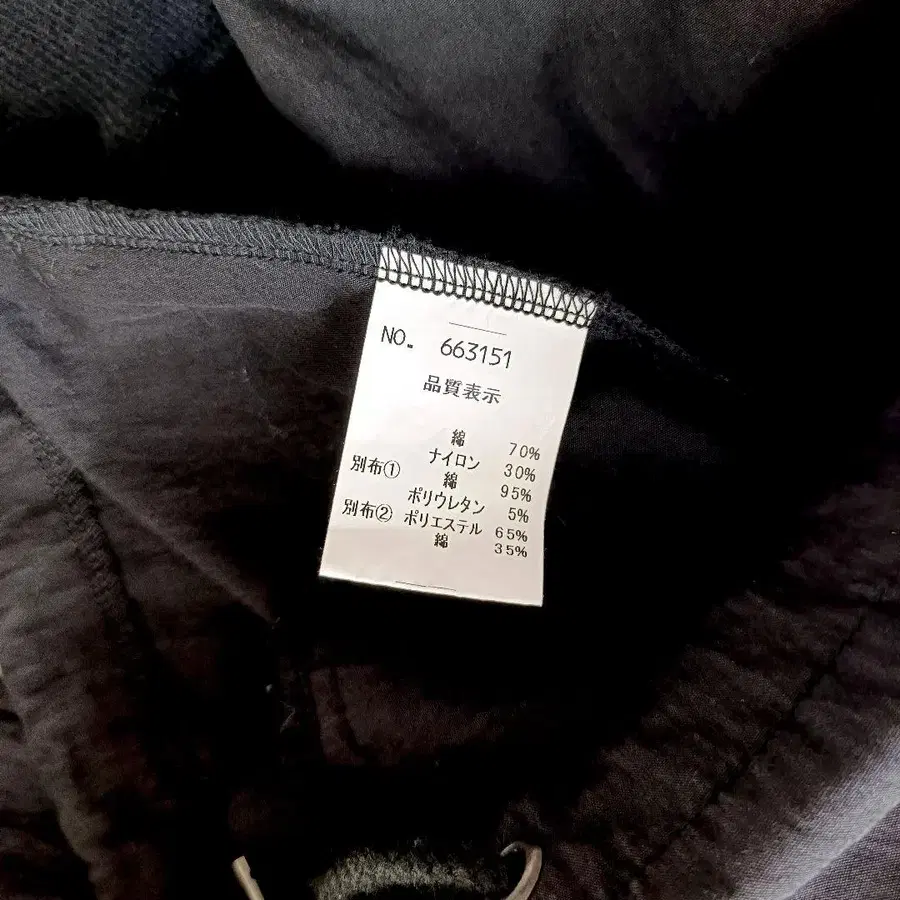 NO. 663151
品質表示
綿 70%
ナイロン 30%
別布① 綿 95%
ポリウレタン 5%
別布② ポリエステル 65%
綿 35%